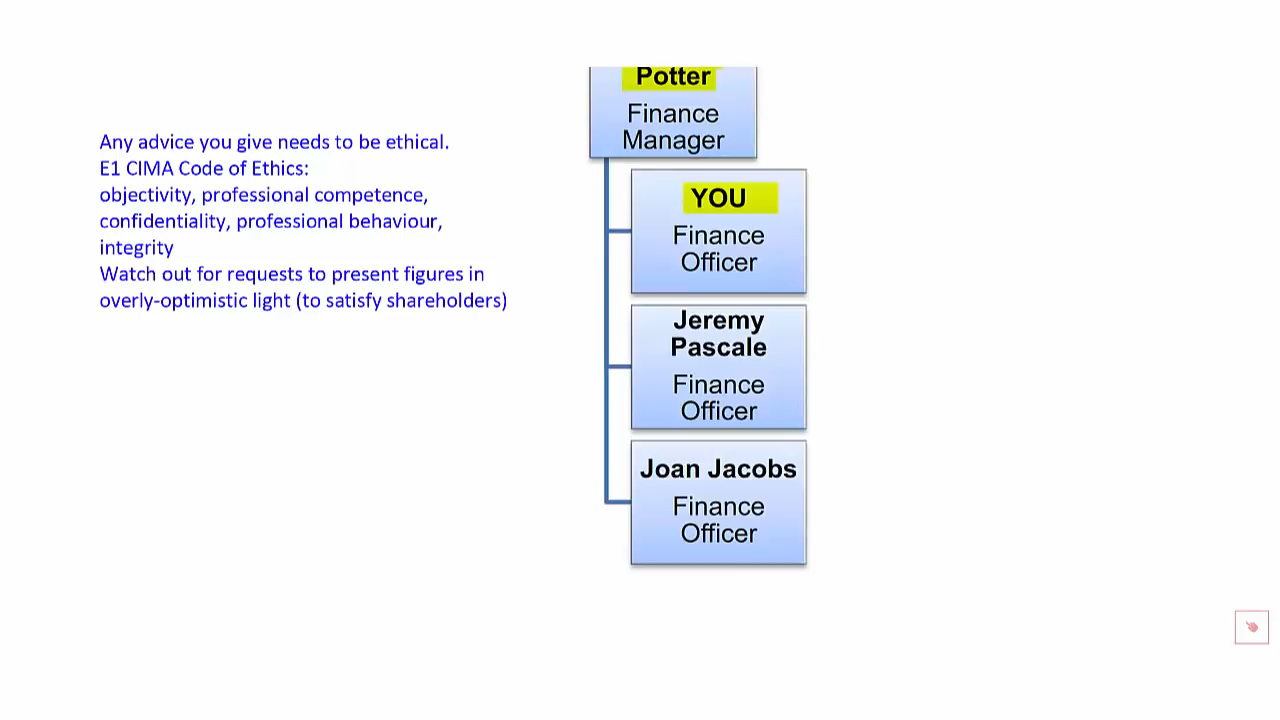 Any advice you give needs to be ethical.
E1 CIMA Code of Ethics:
objectivity, professional competence,
confidentiality, professional behaviour,
integrity
Watch out for requests to present figures in
overly-optimistic light (to satisfy shareholders)
Potter
Finance
Manager
YOU
Finance
Officer
Jeremy
Pascale
Finance
Officer
Joan Jacobs
Finance
Officer